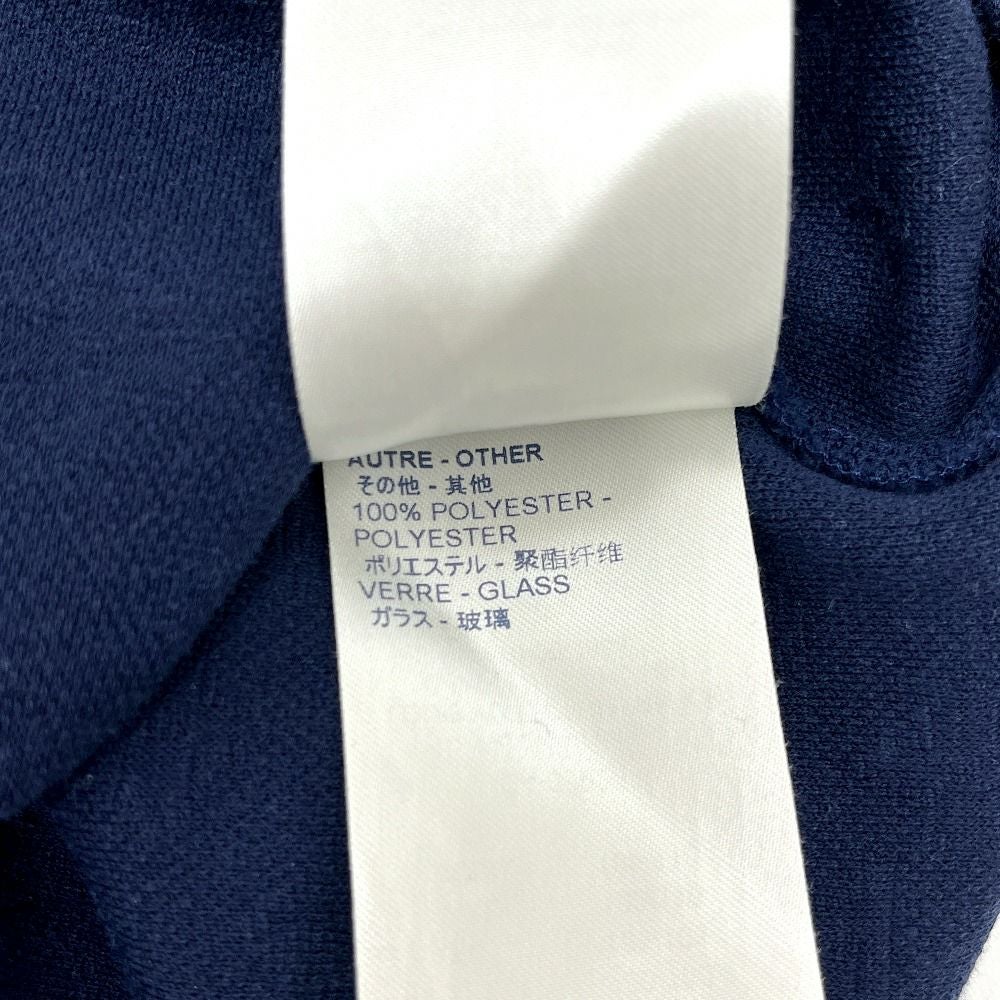 AUTRE - OTHER
その他 - 其他
100% POLYESTER -
POLYESTER
ポリエステル - 聚酯纤维
VERRE - GLASS
ガラス - 玻璃